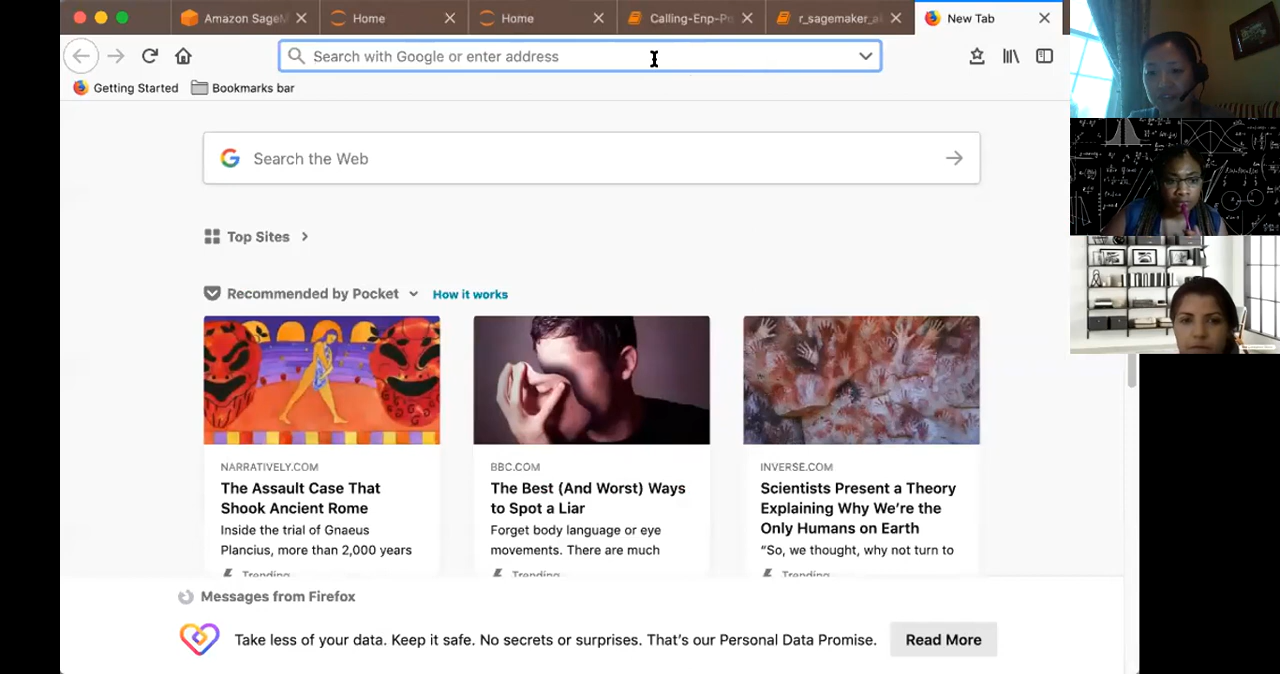 Amazon SageM
Home
Home
Calling-Enp-Po
r_sagemaker_a
New Tab
Search with Google or enter address
Getting Started
Bookmarks bar
Search the Web
Top Sites
Recommended by Pocket
How it works
NARRATIVELY.COM
The Assault Case That
Shook Ancient Rome
Inside the trial of Gnaeus
Plancius, more than 2,000 years
Trending
BBC.COM
The Best (And Worst) Ways
to Spot a Liar
Forget body language or eye
movements. There are much
Trending
INVERSE.COM
Scientists Present a Theory
Explaining Why We’re the
Only Humans on Earth
“So, we thought, why not turn to
Trending
Messages from Firefox
Take less of your data. Keep it safe. No secrets or surprises. That’s our Personal Data Promise.
Read More